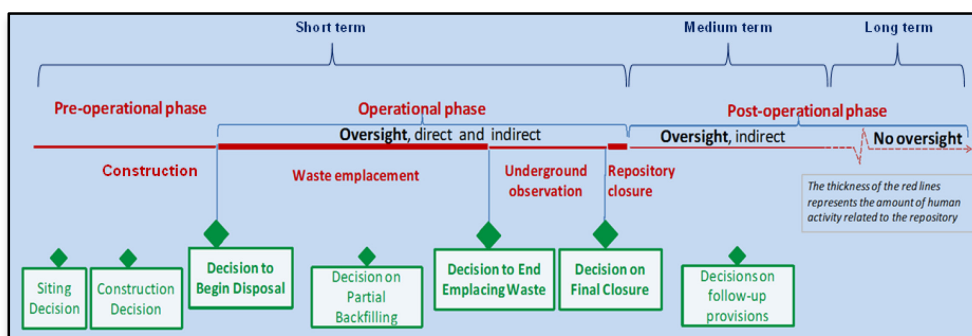 Short term
Medium term
Long term
Pre-operational phase
Operational phase
Post-operational phase
Oversight, direct and indirect
Oversight, indirect
No oversight
Construction
Waste emplacement
Underground
observation
Repository
closure
The thickness of the red lines
represents the amount of human
activity related to the repository
Siting
Decision
Construction
Decision
Decision to
Begin Disposal
Decision on
Partial
Backfilling
Decision to End
Emplacing Waste
Decision on
Final Closure
Decisions on
follow-up
provisions